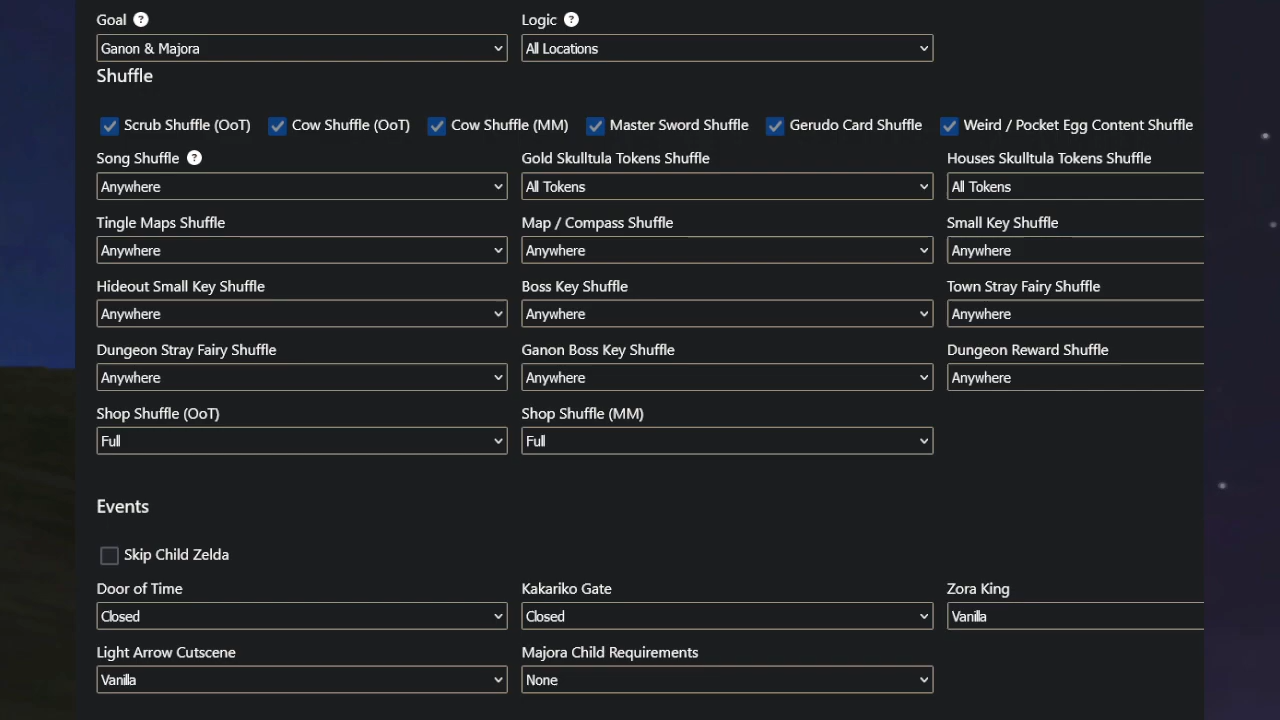 Goal ? Logic ?
Ganon & Majora All Locations
Shuffle
Scrub Shuffle (OoT) Cow Shuffle (OoT) Cow Shuffle (MM) Master Sword Shuffle Gerudo Card Shuffle Weird / Pocket Egg Content Shuffle
Song Shuffle ? Gold Skulltula Tokens Shuffle Houses Skulltula Tokens Shuffle
Anywhere All Tokens All Tokens
Tingle Maps Shuffle Map / Compass Shuffle Small Key Shuffle
Anywhere Anywhere Anywhere
Hideout Small Key Shuffle Boss Key Shuffle Town Stray Fairy Shuffle
Anywhere Anywhere Anywhere
Dungeon Stray Fairy Shuffle Ganon Boss Key Shuffle Dungeon Reward Shuffle
Anywhere Anywhere Anywhere
Shop Shuffle (OoT) Shop Shuffle (MM)
Full Full
Events
Skip Child Zelda
Door of Time Kakariko Gate Zora King
Closed Closed Vanilla
Light Arrow Cutscene Majora Child Requirements
Vanilla None